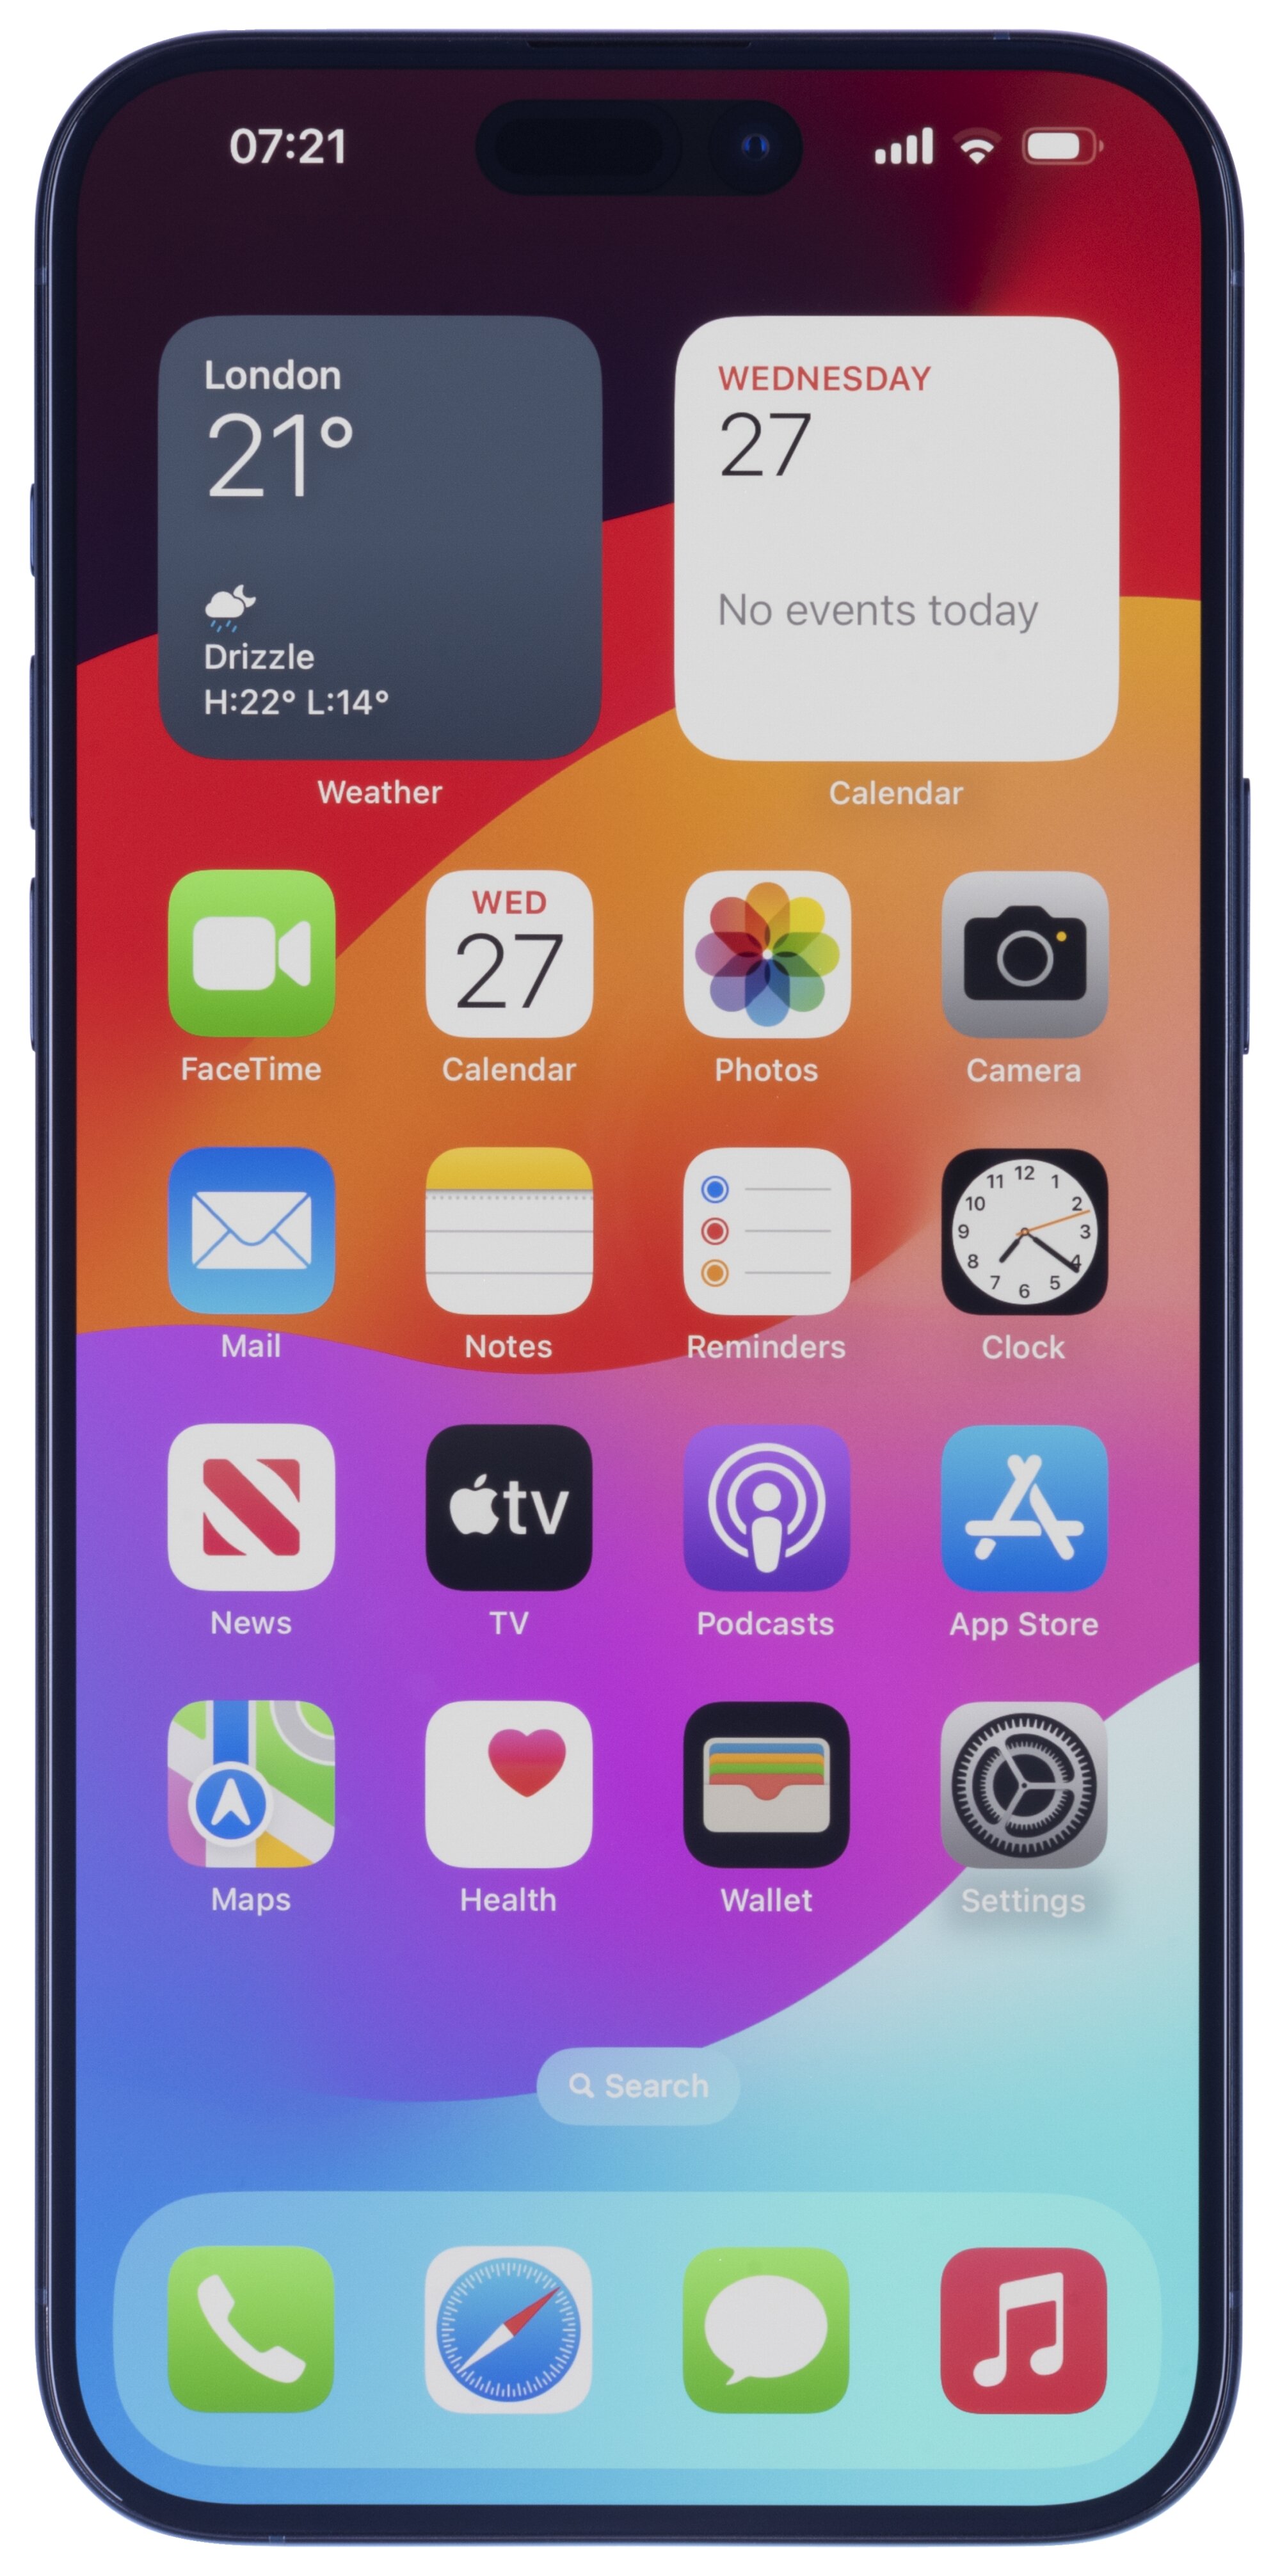 07:21
London
21°
Drizzle
H:22° L:14°
Weather
WEDNESDAY
27
No events today
Calendar
FaceTime
WED
27
Calendar
Photos
Camera
Mail
Notes
Reminders
12
1
2
3
4
5
6
7
8
9
10
11
Clock
News
tv
TV
Podcasts
App Store
Maps
Health
Wallet
Settings
Search